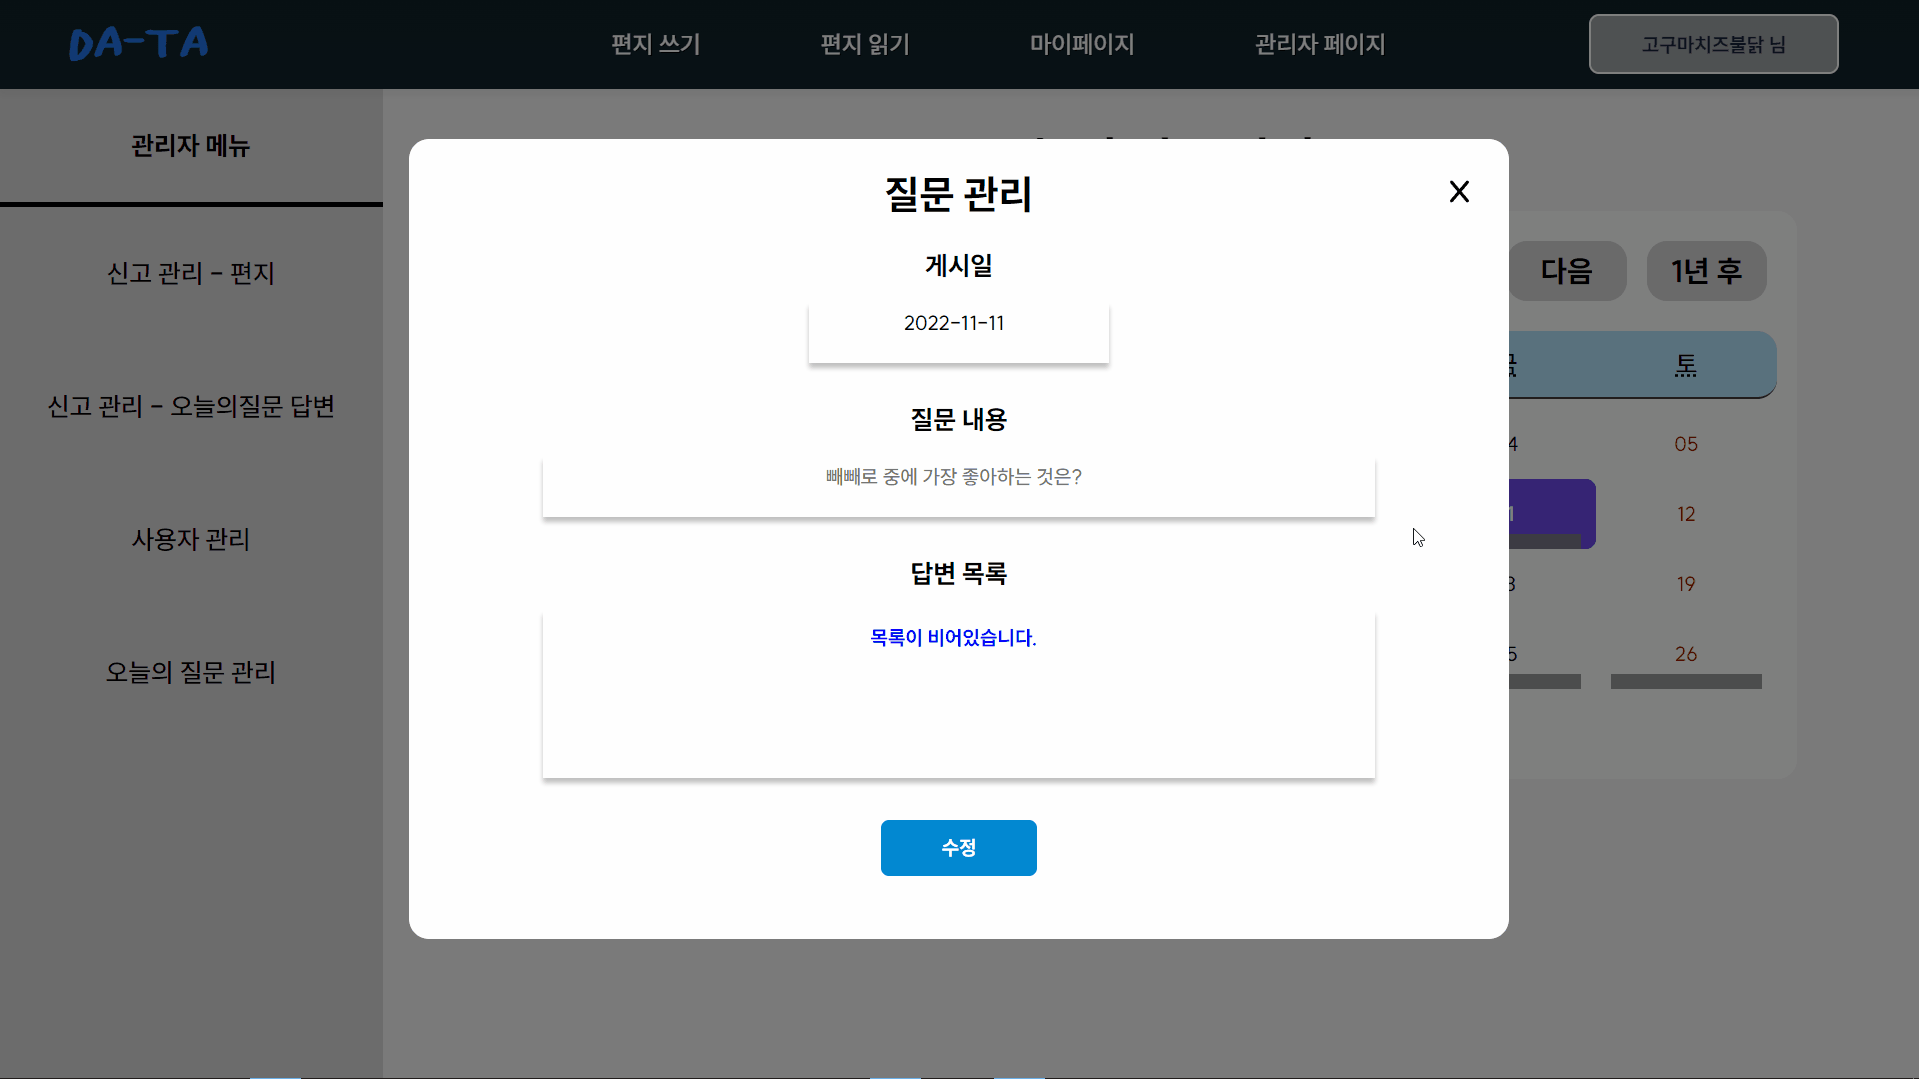 DA-TA
편지 쓰기
편지 읽기
마이페이지
관리자 페이지
고구마치즈불닭 님
관리자 메뉴
신고 관리 - 편지
신고 관리 - 오늘의질문 답변
사용자 관리
오늘의 질문 관리
질문 관리
X
게시일
2022-11-11
질문 내용
빼빼로 중에 가장 좋아하는 것은?
답변 목록
목록이 비어있습니다.
수정
다음
1년 후
토
05
12
19
26